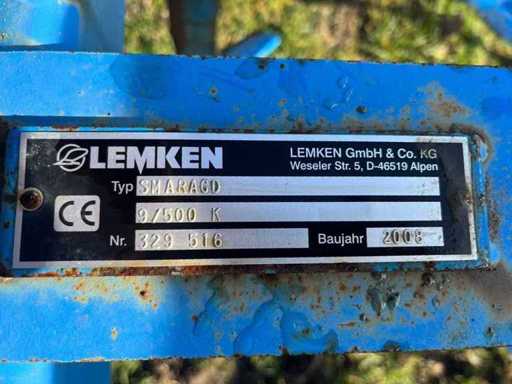 LEMKEN
LEMKEN GmbH & Co. KG
Weseler Str. 5, D-46519 Alpen
Typ SMARAGD
9/500 K
CE
Nr. 329 516 Baujahr 2008